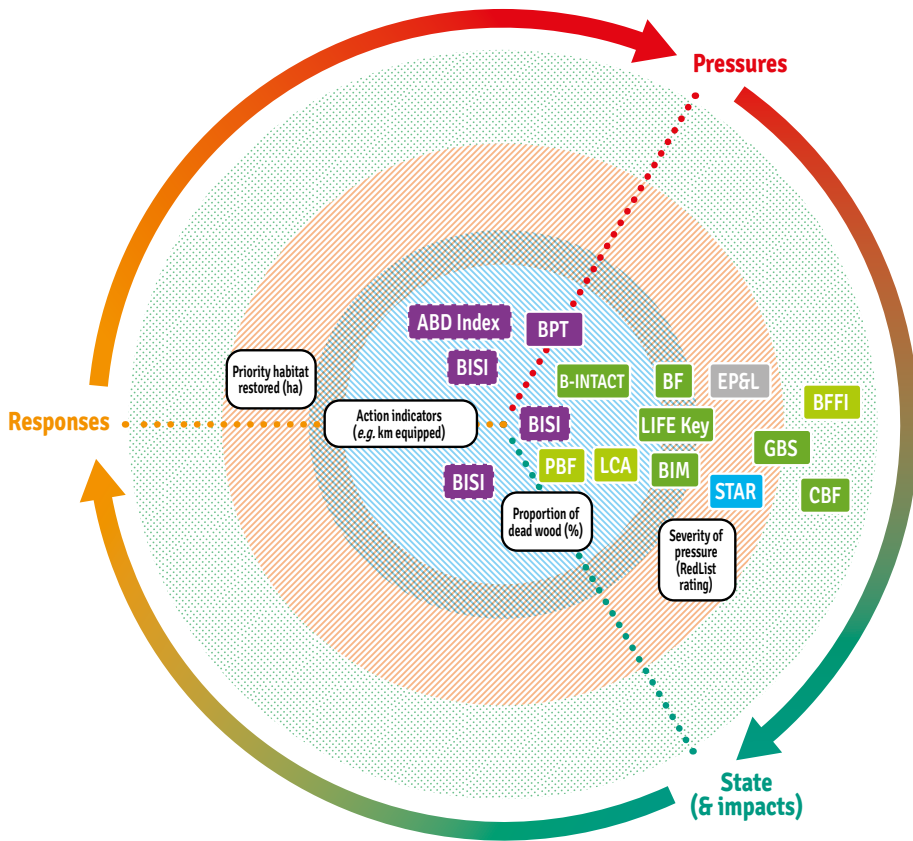 Pressures
ABD Index
BPT
BISI
Priority habitat
restored (ha)
B-INTACT
BF
EP&L
BFFI
Responses
Action indicators
(e.g. km equipped)
BISI
LIFE Key
GBS
BISI
PBF
LCA
BIM
STAR
CBF
Proportion of
dead wood (%)
Severity of
pressure
(RedList
rating)
State
(& impacts)